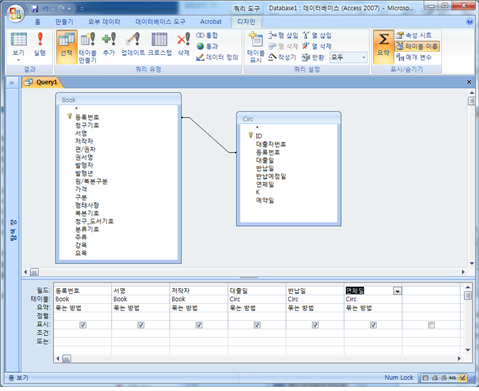 쿼리 도구
Database1 : 데이터베이스 (Access 2007) - Microso...
홈 만들기 외부 데이터 데이터베이스 도구 Acrobat 디자인
보기 실행 선택 테이블 만들기 추가 업데이트 크로스탭 삭제
통합
통과
데이터 정의
테이블 표시
행 삽입 열 삽입
행 삭제 열 삭제
작성기 반환: 모두
요약
속성 시트
테이블 이름
매개 변수
결과 쿼리 유형 쿼리 설정 표시/숨기기
Query1
탐색 창
Book
*
등록번호
청구기호
서명
저작자
편/권차
권서명
발행자
발행년
원/복본구분
가격
구분
형태사항
복본기호
청구_도서기호
분류기호
주류
강목
요목
Circ
*
ID
대출자번호
등록번호
대출일
반납일
반납예정일
연체일
K
예약일
필드: 등록번호 서명 저작자 대출일 반납일 연체일
테이블: Book Book Book Circ Circ Circ
요약: 묶는 방법 묶는 방법 묶는 방법 묶는 방법 묶는 방법 묶는 방법
정렬:
표시:
조건:
또는:
폼 보기 Num Lock
SQL